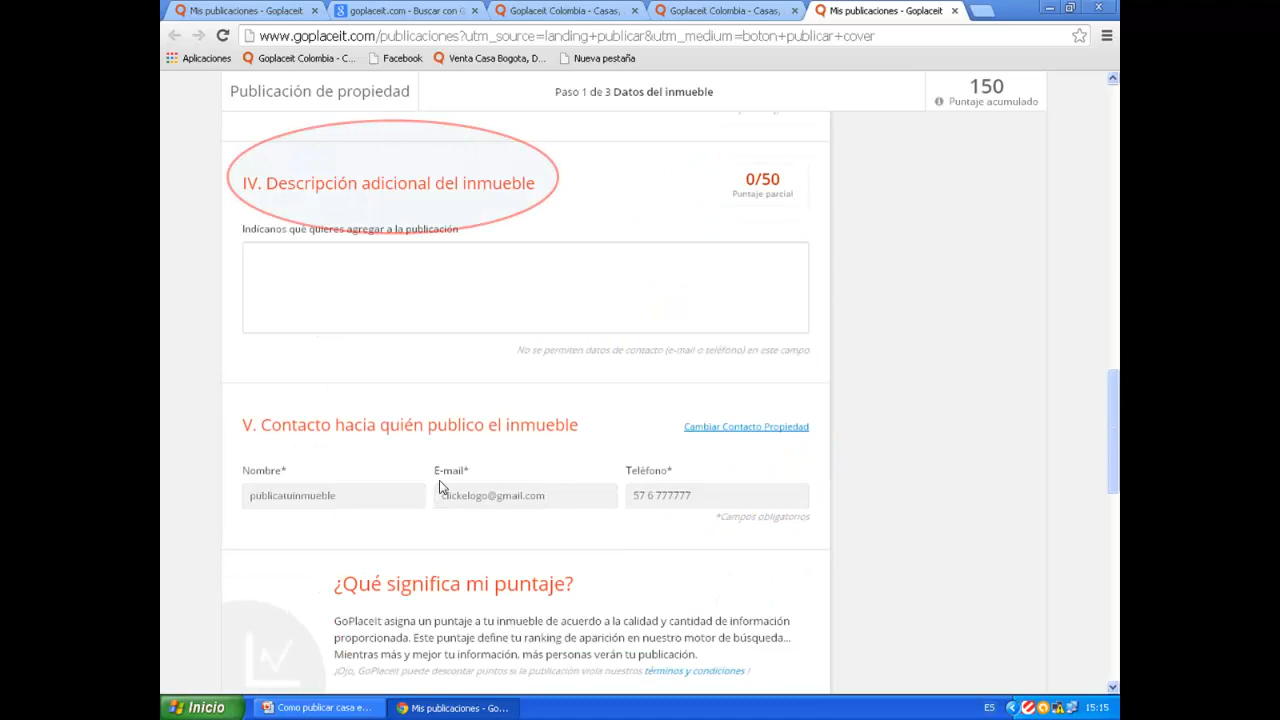 Mis publicaciones - Goplaceit
goplaceit.com - Buscar con G
Goplaceit Colombia - Casas,
Goplaceit Colombia - Casas,
Mis publicaciones - Goplaceit
www.goplaceit.com/publicaciones?utm_source=landing+publicar&utm_medium=boton+publicar+cover
Aplicaciones
Goplaceit Colombia - C...
Facebook
Venta Casa Bogota, D...
Nueva pestaña
Publicación de propiedad
Paso 1 de 3 Datos del inmueble
150
Puntaje acumulado
IV. Descripción adicional del inmueble
0/50
Puntaje parcial
Indícanos qué quieres agregar a la publicación
No se permiten datos de contacto (e-mail o teléfono) en este campo
V. Contacto hacia quién publico el inmueble
Cambiar Contacto Propiedad
Nombre*
E-mail*
Teléfono*
publicatuinmueble
clickelogo@gmail.com
57 6 777777
*Campos obligatorios
¿Qué significa mi puntaje?
GoPlaceit asigna un puntaje a tu inmueble de acuerdo a la calidad y cantidad de información
proporcionada. Este puntaje define tu ranking de aparición en nuestro motor de búsqueda...
Mientras más y mejor tu información, más personas verán tu publicación.
¡Ojo, GoPlaceit puede descontar puntos si la publicación viola nuestros términos y condiciones !
Inicio
Como publicar casa e...
Mis publicaciones - Go...
ES
15:15